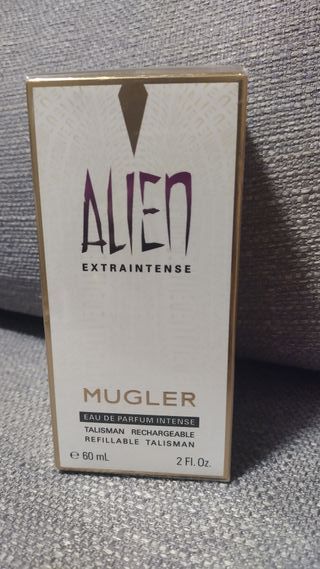 ALIEN
EXTRAINTENSE
MUGLER
EAU DE PARFUM INTENSE
TALISMAN RECHARGEABLE
REFILLABLE TALISMAN
℮ 60 mL 2 Fl. Oz.